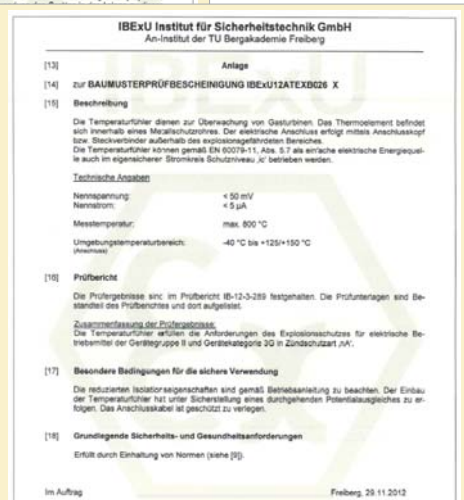 IBExU Institut für Sicherheitstechnik GmbH
An-Institut der TU Bergakademie Freiberg
[13] Anlage
[14] zur BAUMUSTERPRÜFBESCHEINIGUNG IBExU12ATEXB026 X
[15] Beschreibung
Die Temperaturfühler dienen zur Überwachung von Gasturbinen. Das Thermoelement befindet
sich innerhalb eines Metallschutzrohres. Der elektrische Anschluss erfolgt mittels Anschlusskopf
bzw. Steckverbinder außerhalb des explosionsgefährdeten Bereiches.
Die Temperaturfühler können gemäß EN 60079-11, Abs. 5.7 als einfache elektrische Energiequel-
le auch im eigensicherer Stromkreis Schutzniveau ‚ic' betrieben werden.
Technische Angaben
Nennspannung: < 50 mV
Nennstrom: < 5 µA
Messtemperatur: max. 800 °C
Umgebungstemperaturbereich: -40 °C bis +125/+150 °C
(Anschluss)
[16] Prüfbericht
Die Prüfergebnisse sind im Prüfbericht IB-12-3-289 festgehalten. Die Prüfunterlagen sind Be-
standteil des Prüfberichtes und dort aufgelistet.
Zusammenfassung der Prüfergebnisse:
Die Temperaturfühler erfüllen die Anforderungen des Explosionsschutzes für elektrische Be-
triebsmittel der Gerätegruppe II und Gerätekategorie 3G in Zündschutzart ‚nA'.
[17] Besondere Bedingungen für die sichere Verwendung
Die reduzierten Isolationseigenschaften sind gemäß Betriebsanleitung zu beachten. Der Einbau
der Temperaturfühler hat unter Sicherstellung eines durchgehenden Potentialausgleiches zu er-
folgen. Das Anschlusskabel ist geschützt zu verlegen.
[18] Grundlegende Sicherheits- und Gesundheitsanforderungen
Erfüllt durch Einhaltung von Normen (siehe [9]).
Im Auftrag Freiberg, 29.11.2012